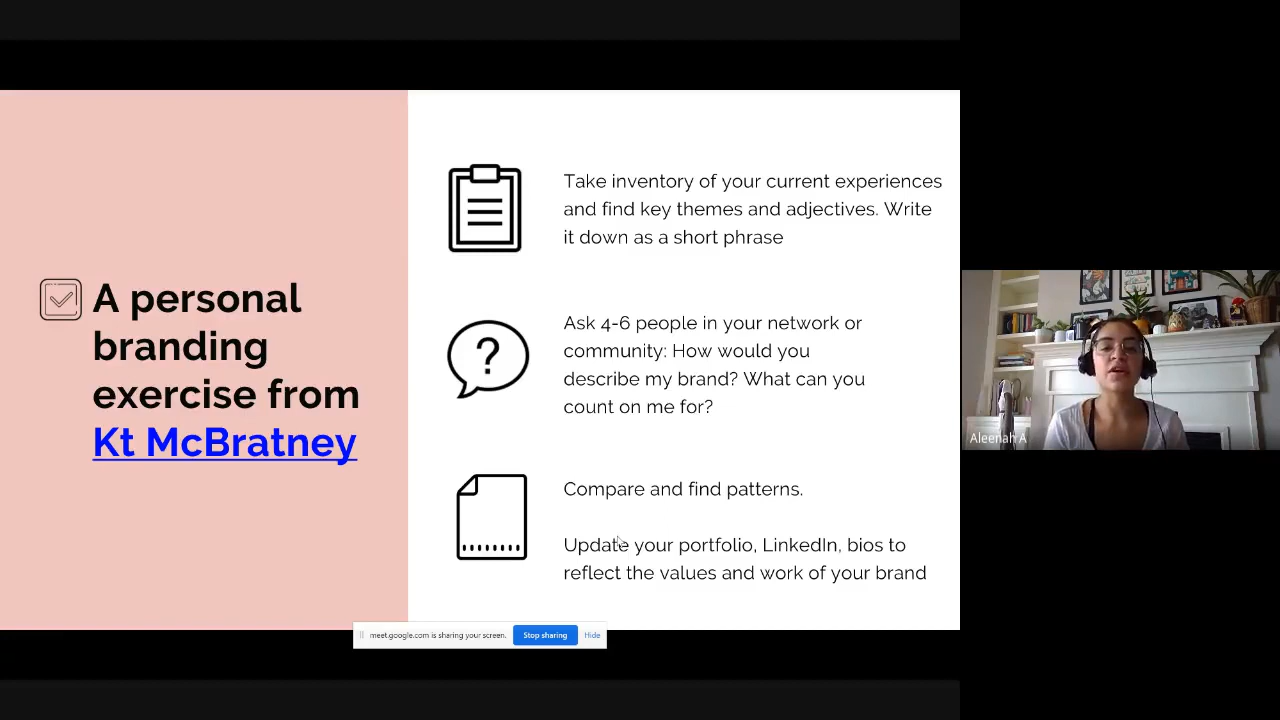 A personal
branding
exercise from
Kt McBratney
Take inventory of your current experiences
and find key themes and adjectives. Write
it down as a short phrase
?
Ask 4-6 people in your network or
community: How would you
describe my brand? What can you
count on me for?
Compare and find patterns.
Update your portfolio, LinkedIn, bios to
reflect the values and work of your brand
Aleenah A
meet.google.com is sharing your screen. Stop sharing Hide